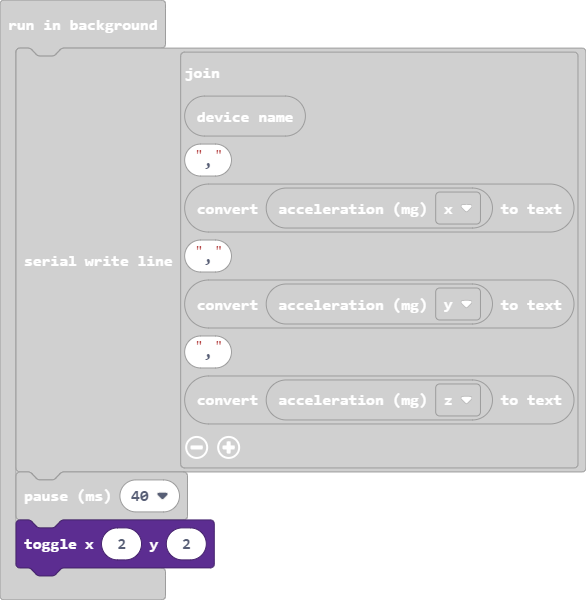 run in background
join
device name
","
convert acceleration (mg) x to text
","
serial write line
convert acceleration (mg) y to text
","
convert acceleration (mg) z to text
pause (ms) 40
toggle x 2 y 2